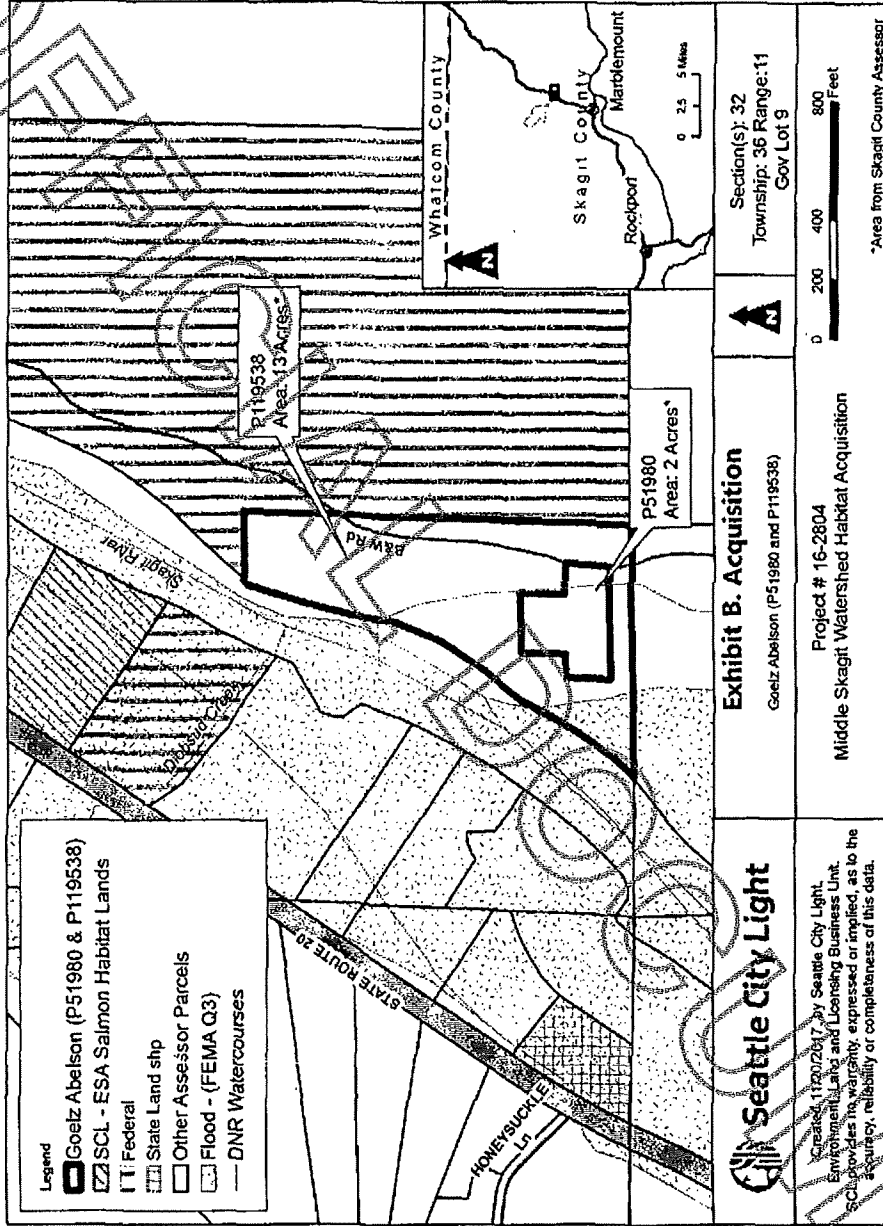 Legend
Goelz Abelson (P51980 & P119538)
SCL - ESA Salmon Habitat Lands
Federal
State Land shp
Other Assessor Parcels
Flood - (FEMA Q3)
DNR Watercourses
Skagit River
Dickson Creek
STATE ROUTE 20
HONEYSUCKLE
Ln
P119538
Area: 13 Acres*
B&W Rd
P51980
Area: 2 Acres*
Whatcom County
N
Skagit County
Marblemount
Rockport
0 2.5 5 Miles
Seattle City Light
Created 11/20/2017, by Seattle City Light,
Environment, Land and Licensing Business Unit.
SCL provides no warranty, expressed or implied, as to the
accuracy, reliability or completeness of this data.
Exhibit B. Acquisition
Goelz Abelson (P51980 and P119538)
Project # 16-2804
Middle Skagit Watershed Habitat Acquisition
N
Section(s): 32
Township: 36 Range:11
Gov Lot 9
0 200 400 800
Feet
*Area from Skagit County Assessor